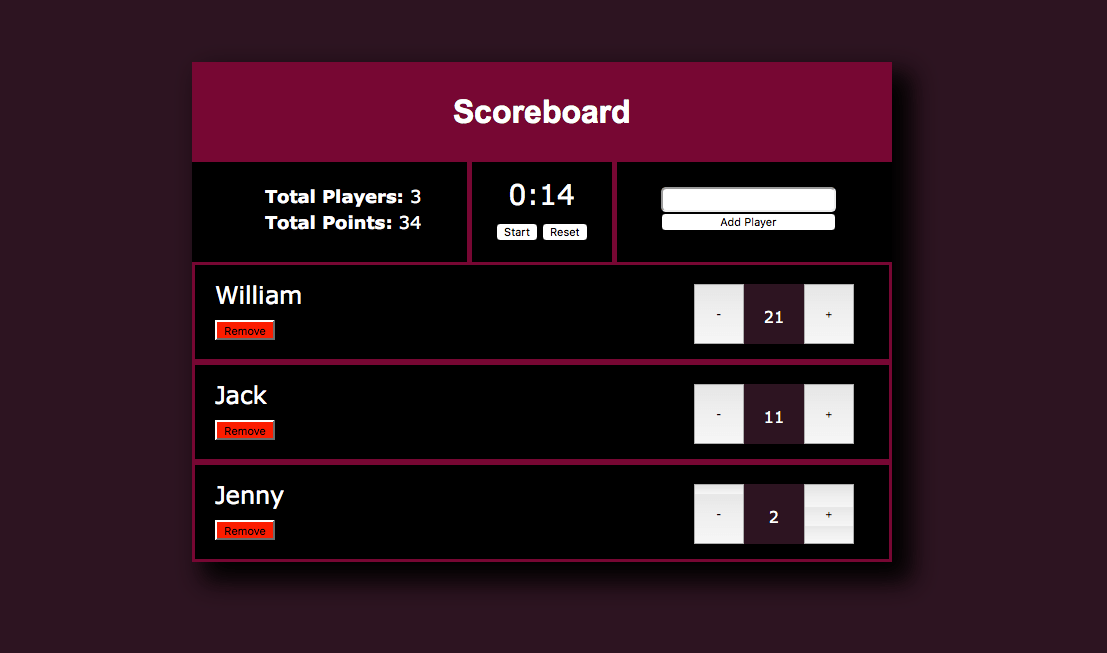 Scoreboard
Total Players: 3
Total Points: 34
0:14
Start Reset
Add Player
William
Remove
- 21 +
Jack
Remove
- 11 +
Jenny
Remove
- 2 +